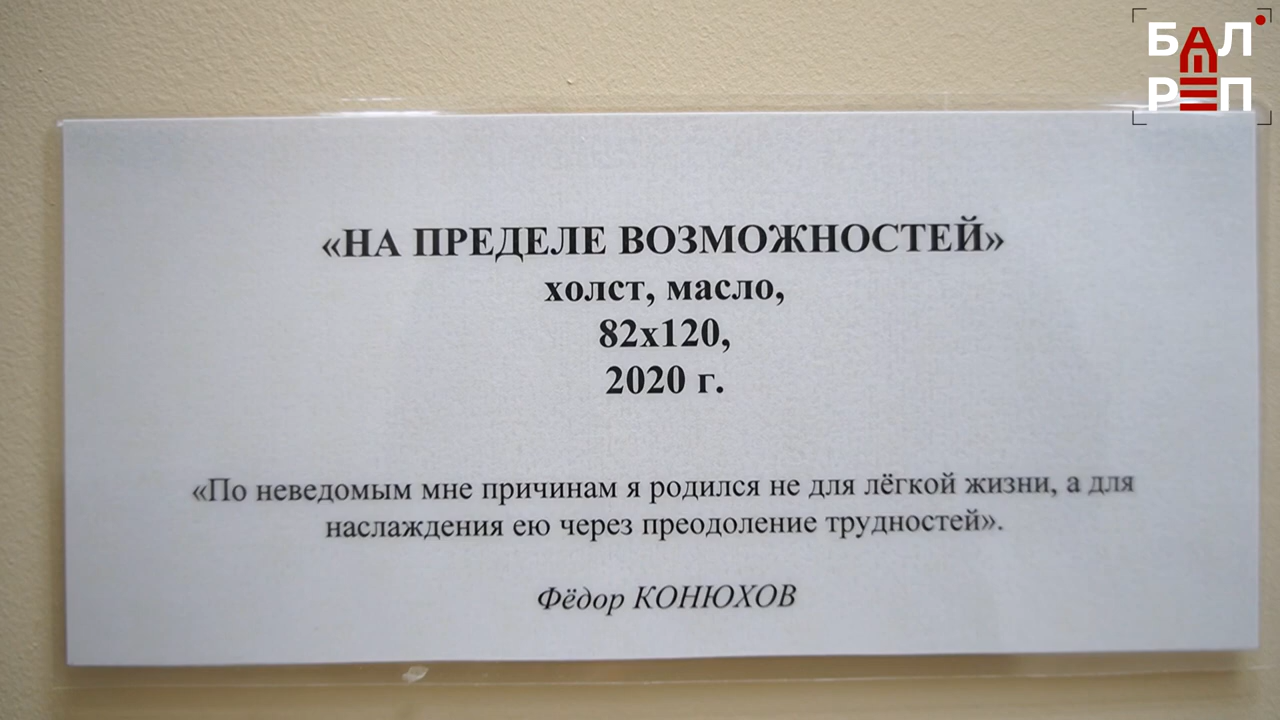 БАЛ
РЕП
«НА ПРЕДЕЛЕ ВОЗМОЖНОСТЕЙ»
холст, масло,
82х120,
2020 г.
«По неведомым мне причинам я родился не для лёгкой жизни, а для
наслаждения ею через преодоление трудностей».
Фёдор КОНЮХОВ